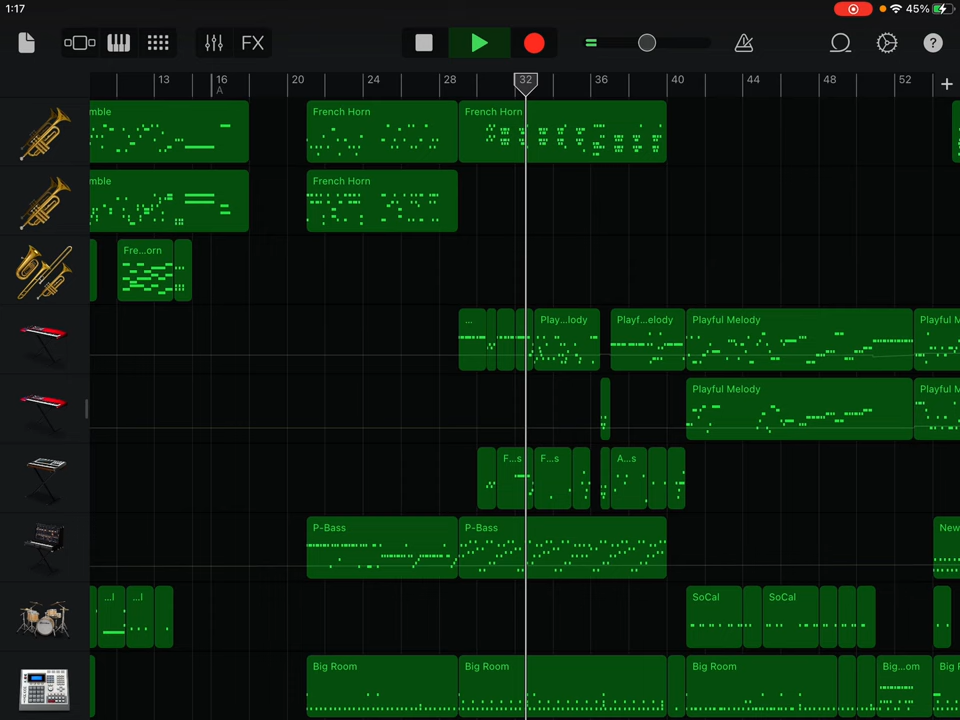 1:17
45%
FX
?
13
16
20
24
28
32
36
40
44
48
52
+
A
mble
French Horn
French Horn
mble
French Horn
Fre...orn
...
Play...lody
Playf...elody
Playful Melody
Playful M
Playful Melody
Playful M
F...s
F...s
A...s
P-Bass
P-Bass
New
...l
...l
SoCal
SoCal
Big Room
Big Room
Big Room
Big...om
Big R